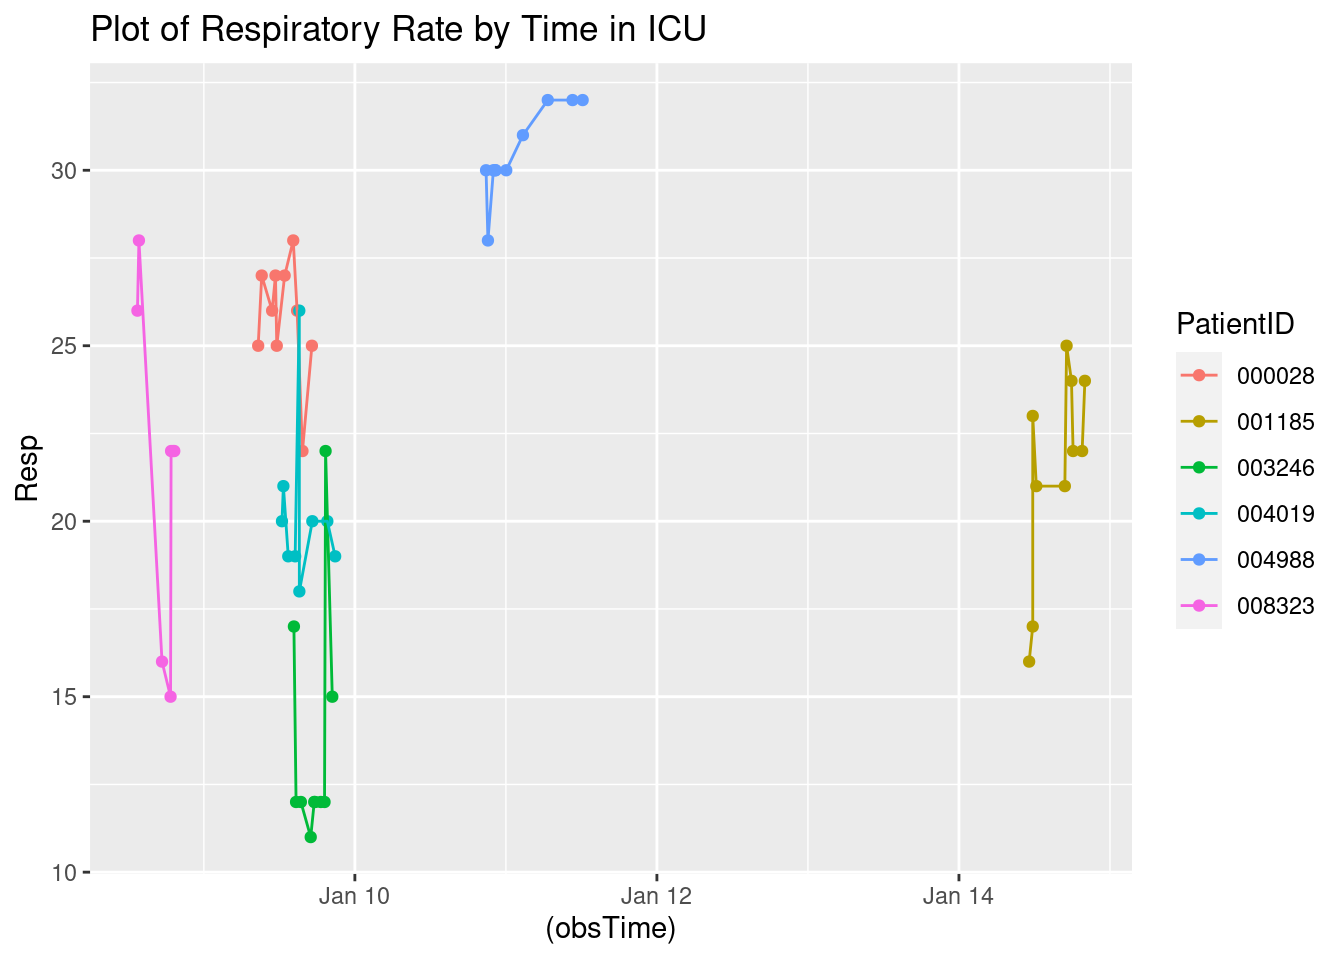 Plot of Respiratory Rate by Time in ICU
Resp
30
25
20
15
10
Jan 10
Jan 12
Jan 14
(obsTime)
PatientID
000028
001185
003246
004019
004988
008323